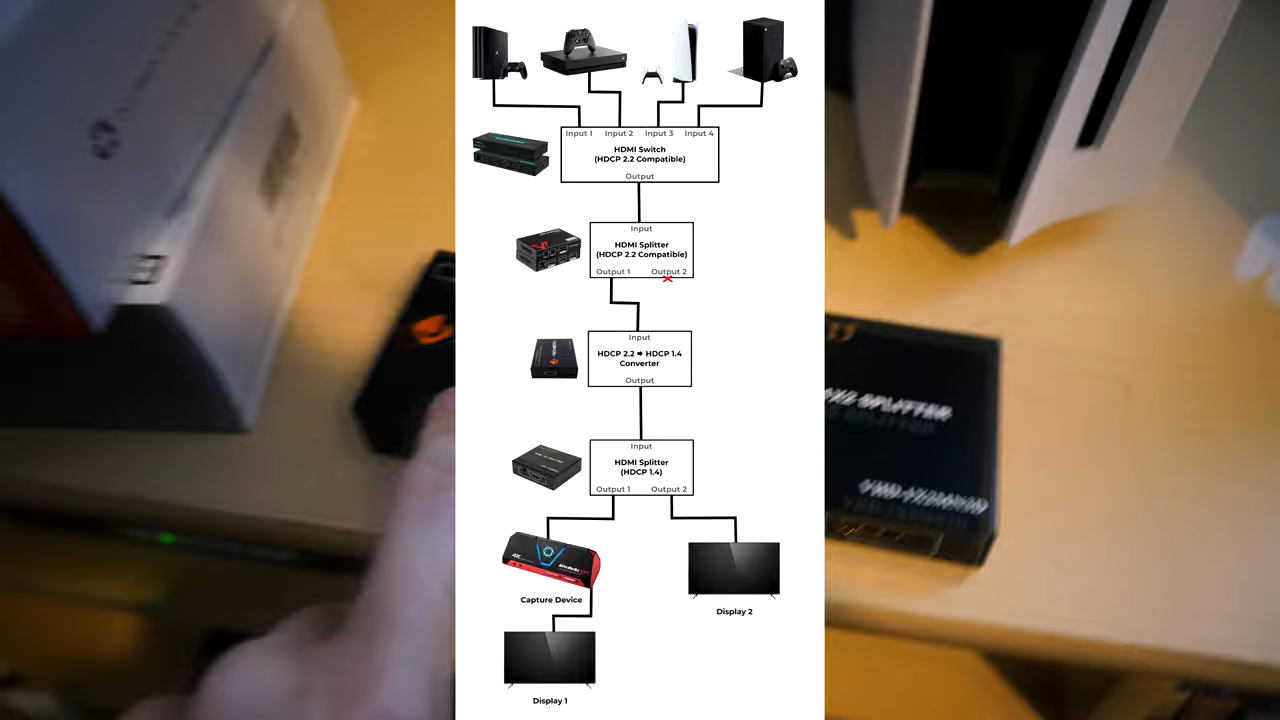 Input 1 Input 2 Input 3 Input 4
HDMI Switch
(HDCP 2.2 Compatible)
Output
Input
HDMI Splitter
(HDCP 2.2 Compatible)
Output 1 Output 2
Input
HDCP 2.2 ➡ HDCP 1.4
Converter
Output
Input
HDMI Splitter
(HDCP 1.4)
Output 1 Output 2
4K
Capture Device
Display 2
Display 1
SPLITTER